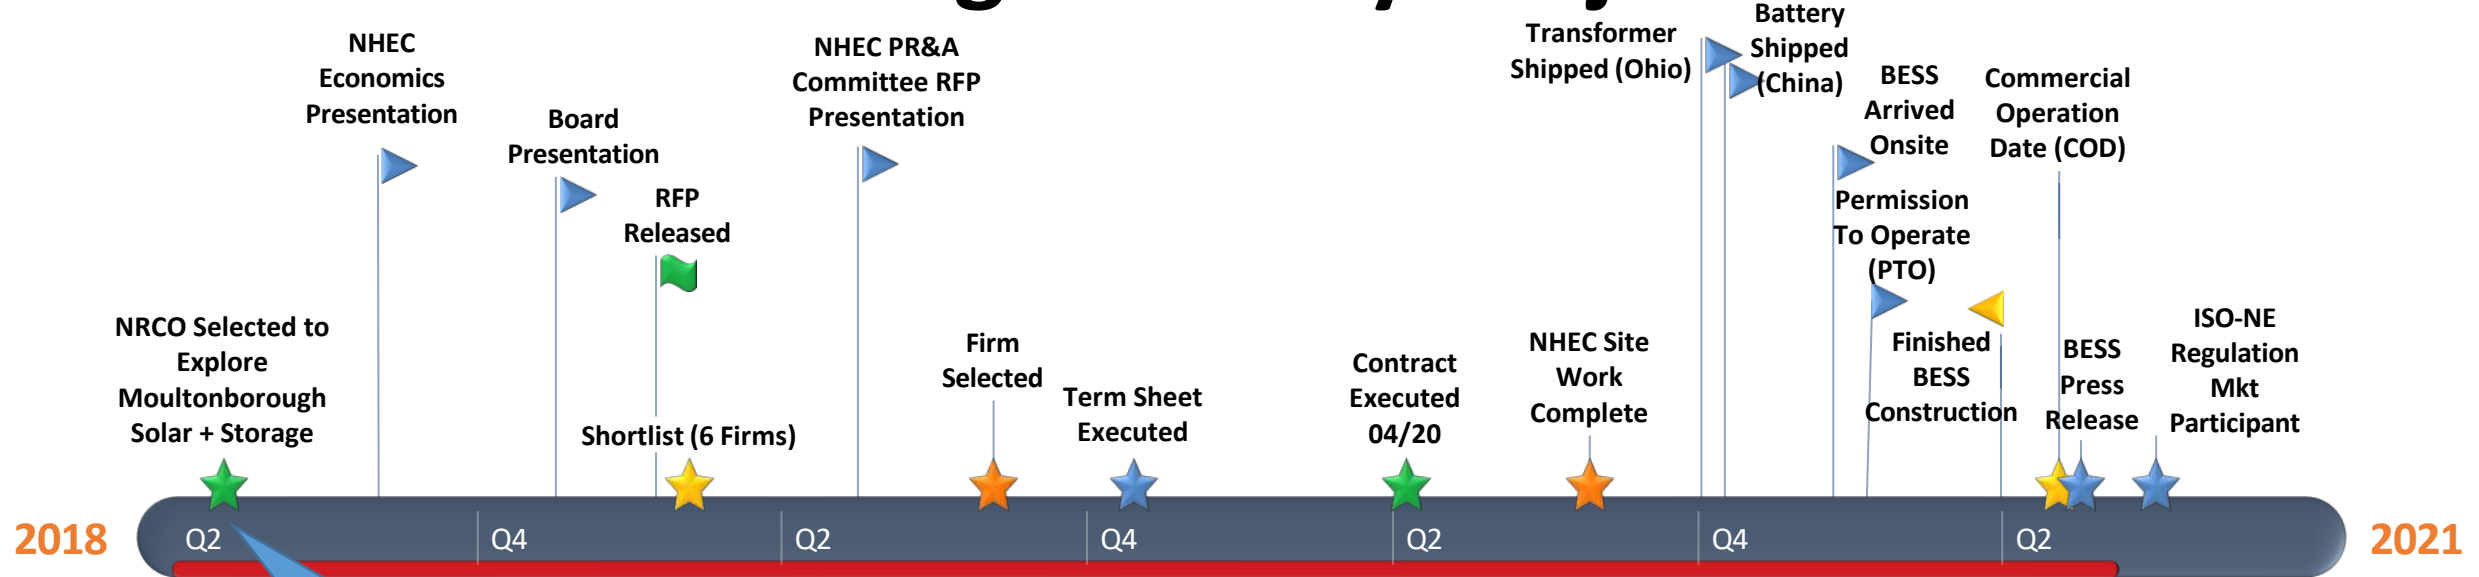 NHEC
Economics
Presentation
Board
Presentation
RFP
Released
NHEC PR&A
Committee RFP
Presentation
Transformer
Shipped (Ohio)
Battery
Shipped
(China)
BESS
Arrived
Onsite
Commercial
Operation
Date (COD)
Permission
To Operate
(PTO)
NRCO Selected to
Explore
Moultonborough
Solar + Storage
Shortlist (6 Firms)
Firm
Selected
Term Sheet
Executed
Contract
Executed
04/20
NHEC Site
Work
Complete
Finished
BESS
Construction
BESS
Press
Release
ISO-NE
Regulation
Mkt
Participant
2018
Q2
Q4
Q2
Q4
Q2
Q4
Q2
2021